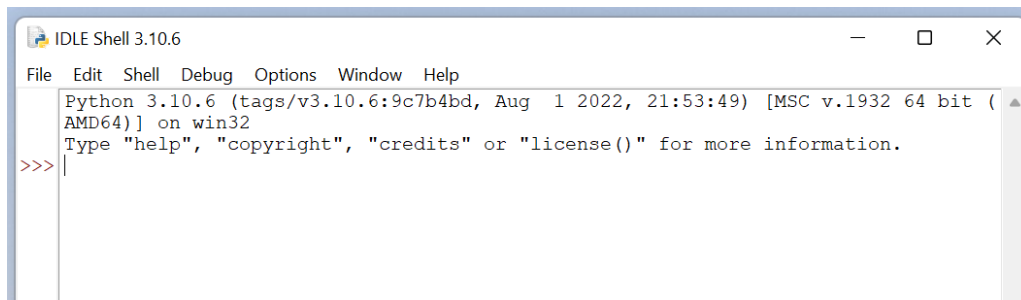 IDLE Shell 3.10.6
File Edit Shell Debug Options Window Help
Python 3.10.6 (tags/v3.10.6:9c7b4bd, Aug  1 2022, 21:53:49) [MSC v.1932 64 bit (
AMD64)] on win32
Type "help", "copyright", "credits" or "license()" for more information.
>>>